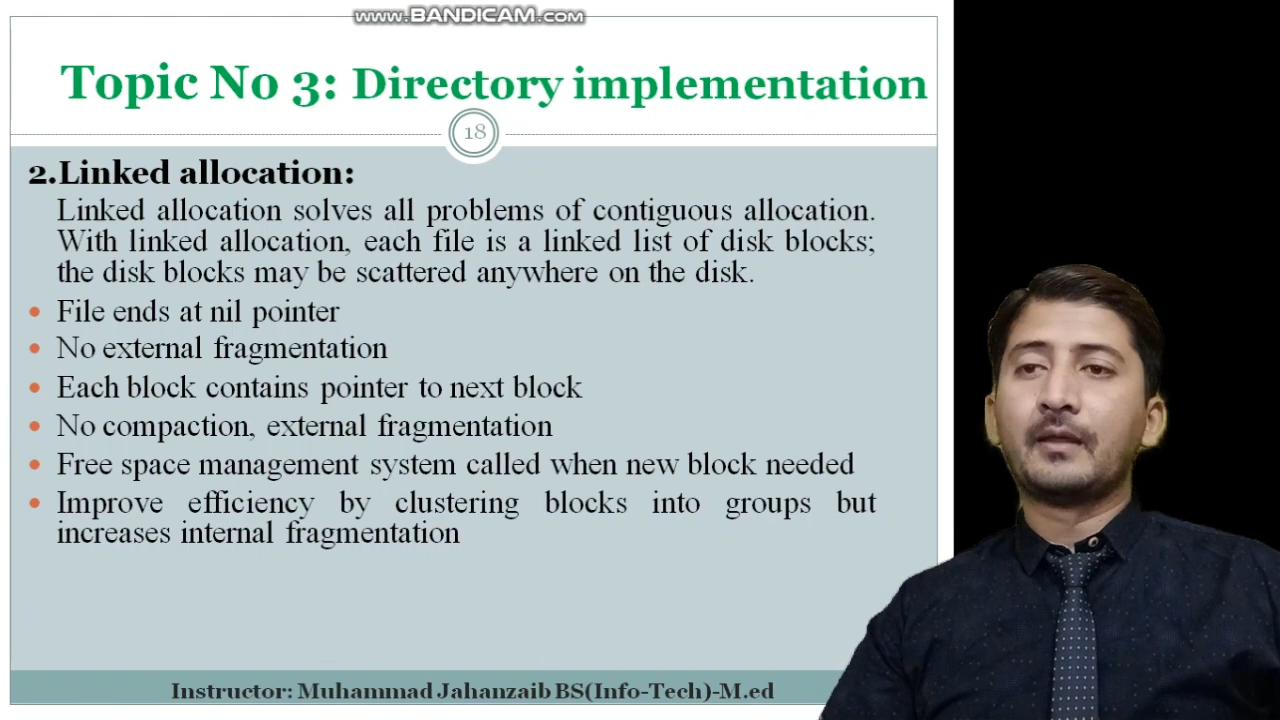 www.BANDICAM.com
Topic No 3: Directory implementation
18
2.Linked allocation:
Linked allocation solves all problems of contiguous allocation.
With linked allocation, each file is a linked list of disk blocks;
the disk blocks may be scattered anywhere on the disk.
• File ends at nil pointer
• No external fragmentation
• Each block contains pointer to next block
• No compaction, external fragmentation
• Free space management system called when new block needed
• Improve efficiency by clustering blocks into groups but
increases internal fragmentation
Instructor: Muhammad Jahanzaib BS(Info-Tech)-M.ed